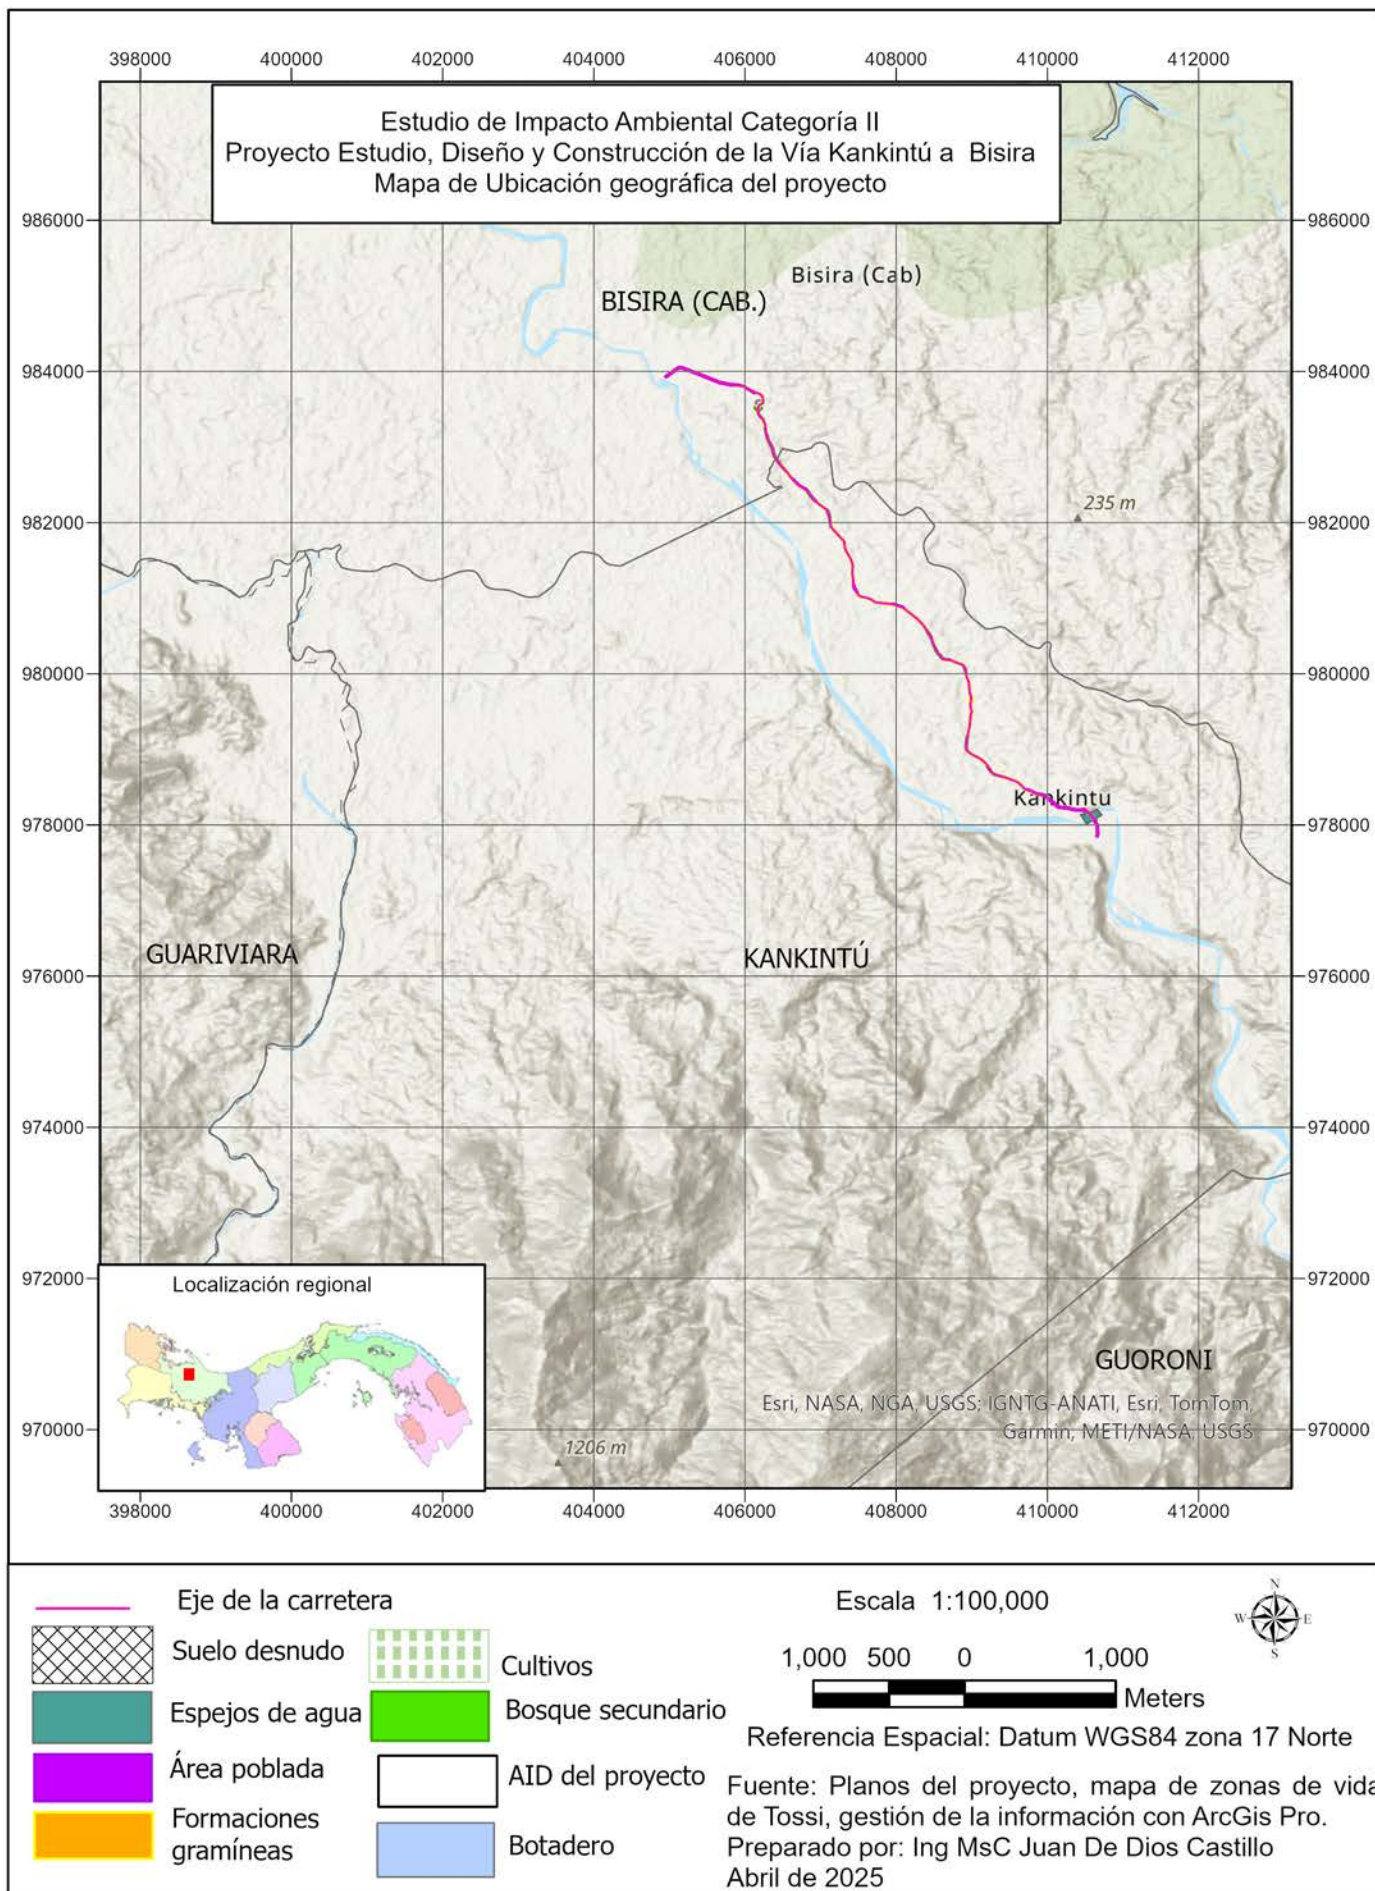 398000 400000 402000 404000 406000 408000 410000 412000
Estudio de Impacto Ambiental Categoría II
Proyecto Estudio, Diseño y Construcción de la Vía Kankintú a Bisira
Mapa de Ubicación geográfica del proyecto
986000 986000
Bisira (Cab)
BISIRA (CAB.)
984000 984000
235 m
982000 982000
980000 980000
Kankintu
978000 978000
GUARIVIARA
KANKINTÚ
976000 976000
974000 974000
972000 972000
Localización regional
GUORONI
Esri, NASA, NGA, USGS; IGNTG-ANATI, Esri, TomTom,
Garmin, METI/NASA, USGS
970000 970000
1206 m
398000 400000 402000 404000 406000 408000 410000 412000
Eje de la carretera
Suelo desnudo
Espejos de agua
Área poblada
Formaciones
gramíneas
Cultivos
Bosque secundario
AID del proyecto
Botadero
Escala 1:100,000
N
W E
S
1,000 500 0 1,000
Meters
Referencia Espacial: Datum WGS84 zona 17 Norte
Fuente: Planos del proyecto, mapa de zonas de vida
de Tossi, gestión de la información con ArcGis Pro.
Preparado por: Ing MsC Juan De Dios Castillo
Abril de 2025